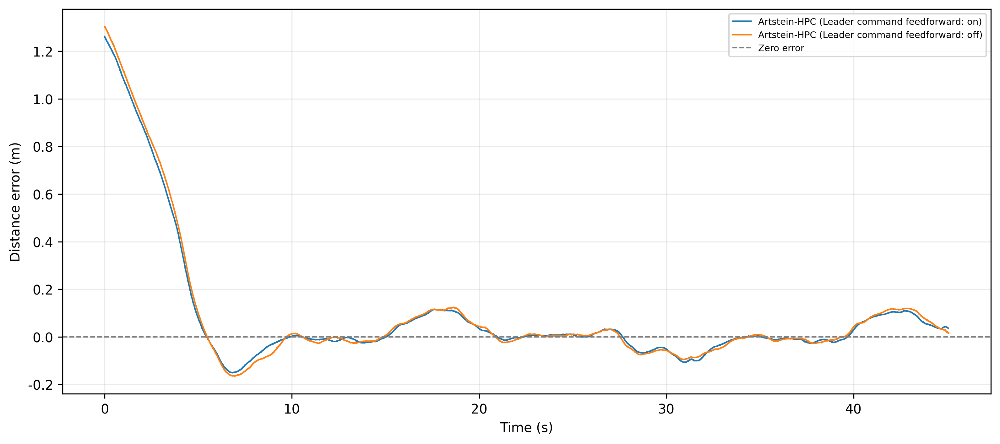 Artstein-HPC (Leader command feedforward: on)
Artstein-HPC (Leader command feedforward: off)
Zero error
Distance error (m)
1.2
1.0
0.8
0.6
0.4
0.2
0.0
-0.2
0 10 20 30 40
Time (s)